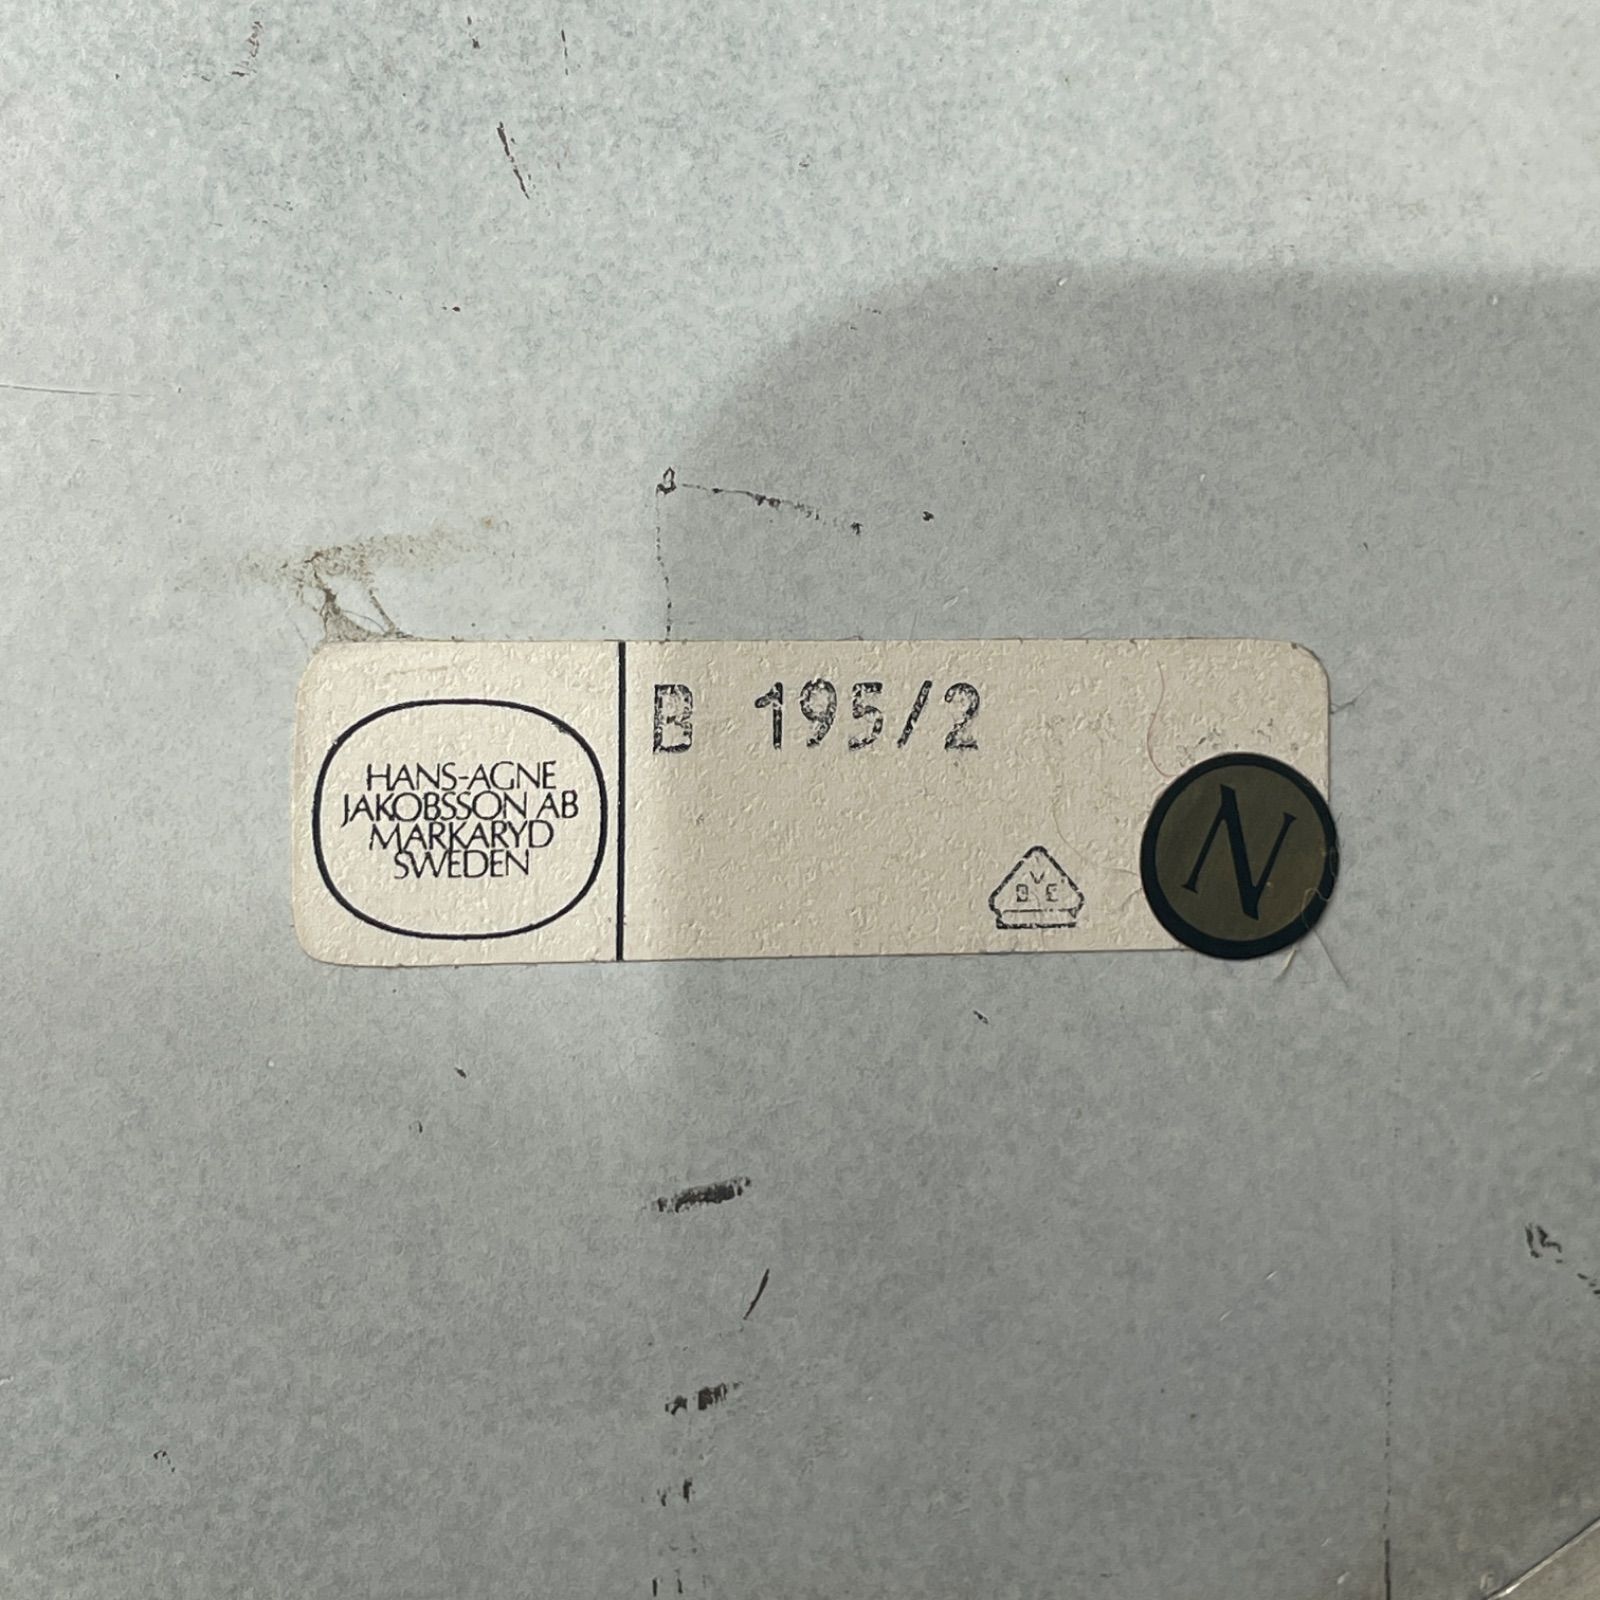 HANS-AGNE
JAKOBSSON AB
MARKARYD
SWEDEN
B 195/2
V
B E
N